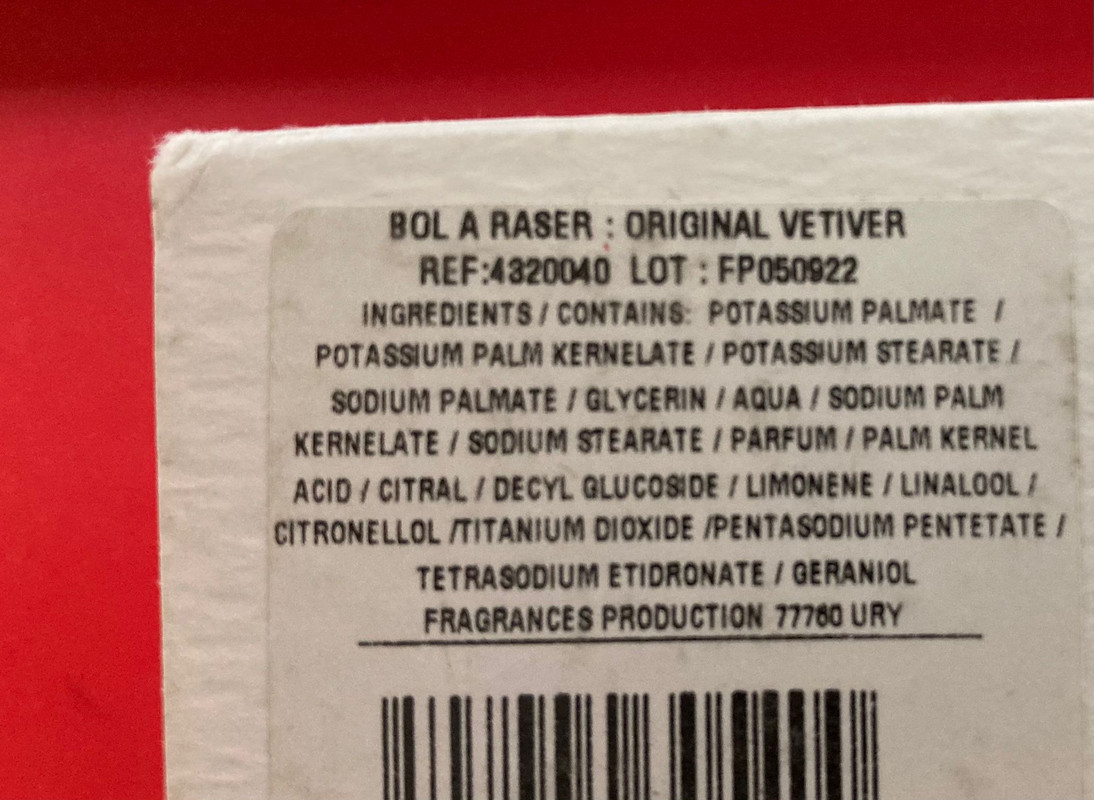 BOL A RASER : ORIGINAL VETIVER
REF:4320040 LOT : FP050922
INGREDIENTS / CONTAINS: POTASSIUM PALMATE /
POTASSIUM PALM KERNELATE / POTASSIUM STEARATE /
SODIUM PALMATE / GLYCERIN / AQUA / SODIUM PALM
KERNELATE / SODIUM STEARATE / PARFUM / PALM KERNEL
ACID / CITRAL / DECYL GLUCOSIDE / LIMONENE / LINALOOL /
CITRONELLOL /TITANIUM DIOXIDE /PENTASODIUM PENTETATE /
TETRASODIUM ETIDRONATE / GERANIOL
FRAGRANCES PRODUCTION 77760 URY